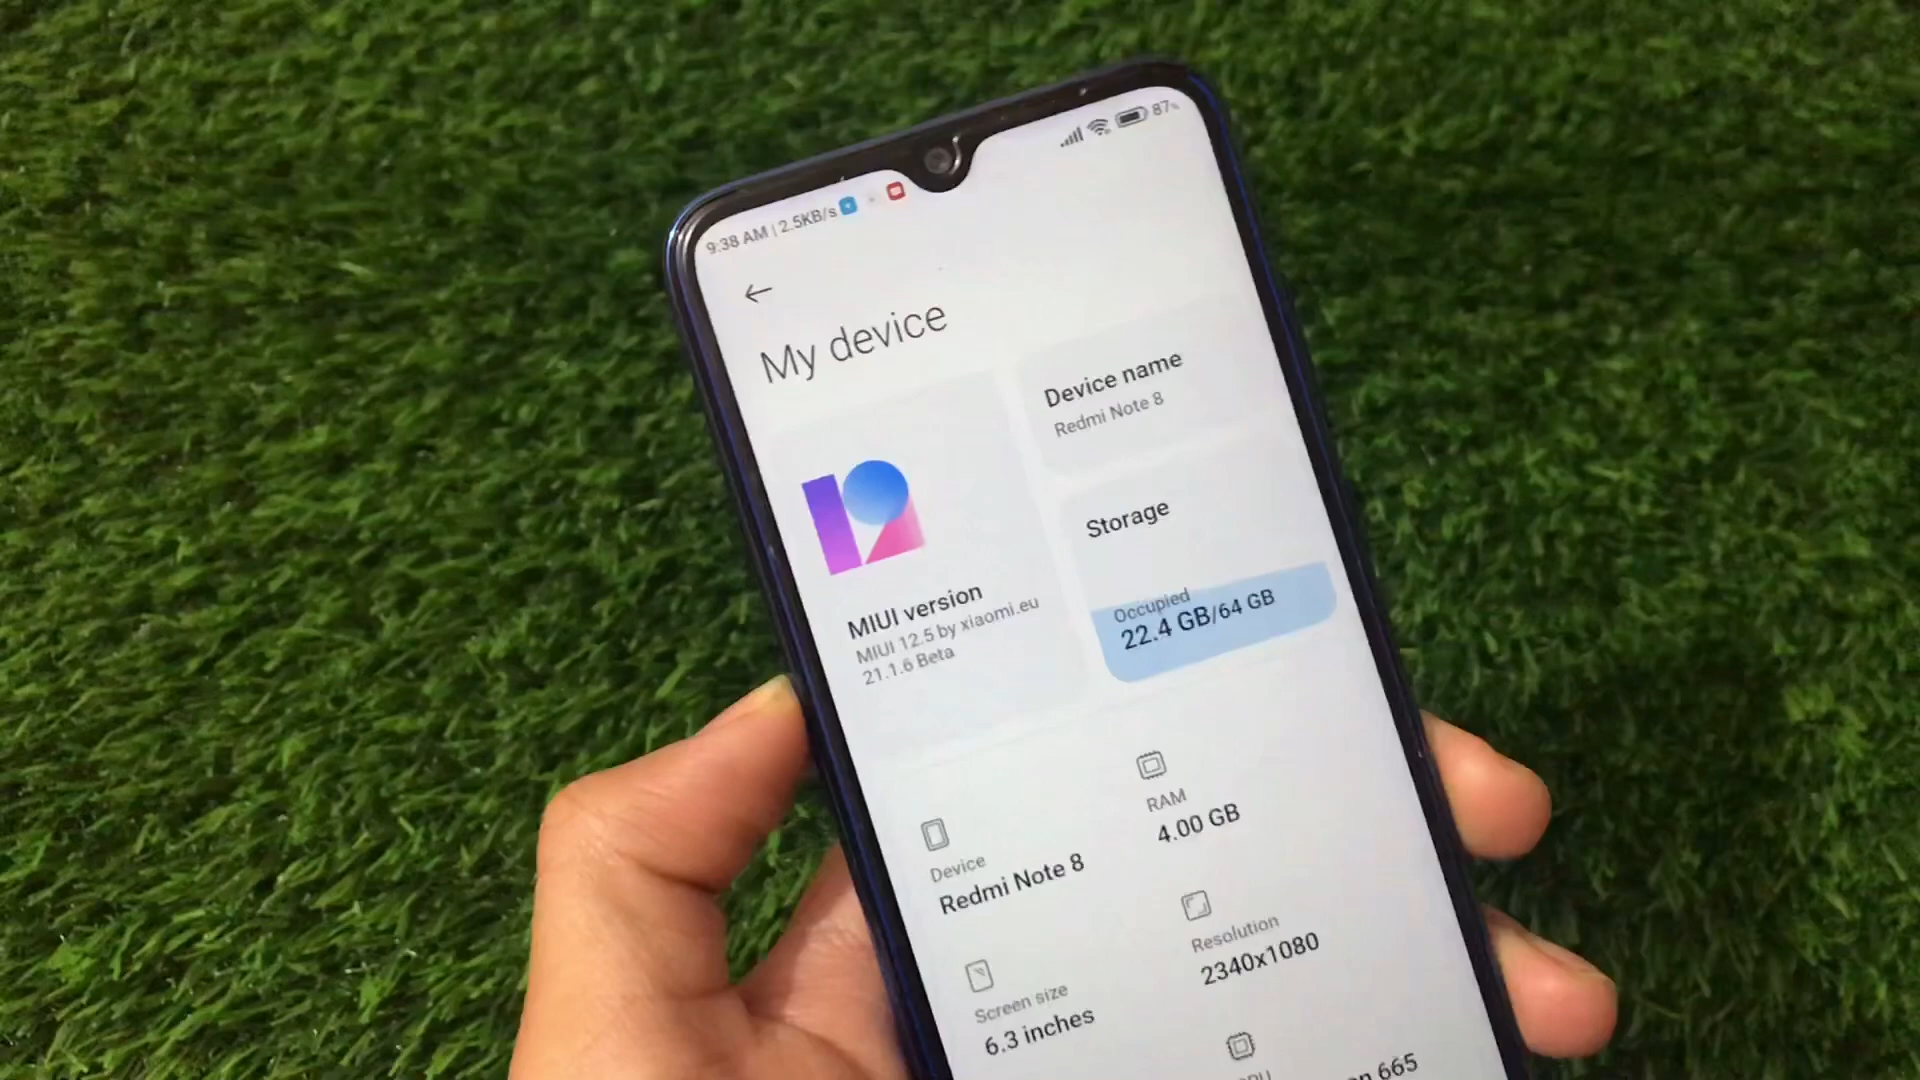 9:38 AM | 2.5KB/s
87%
My device
Device name
Redmi Note 8
MIUI version
MIUI 12.5 by xiaomi.eu
21.1.6 Beta
Storage
Occupied
22.4 GB/64 GB
Device
Redmi Note 8
RAM
4.00 GB
Screen size
6.3 inches
Resolution
2340x1080
665